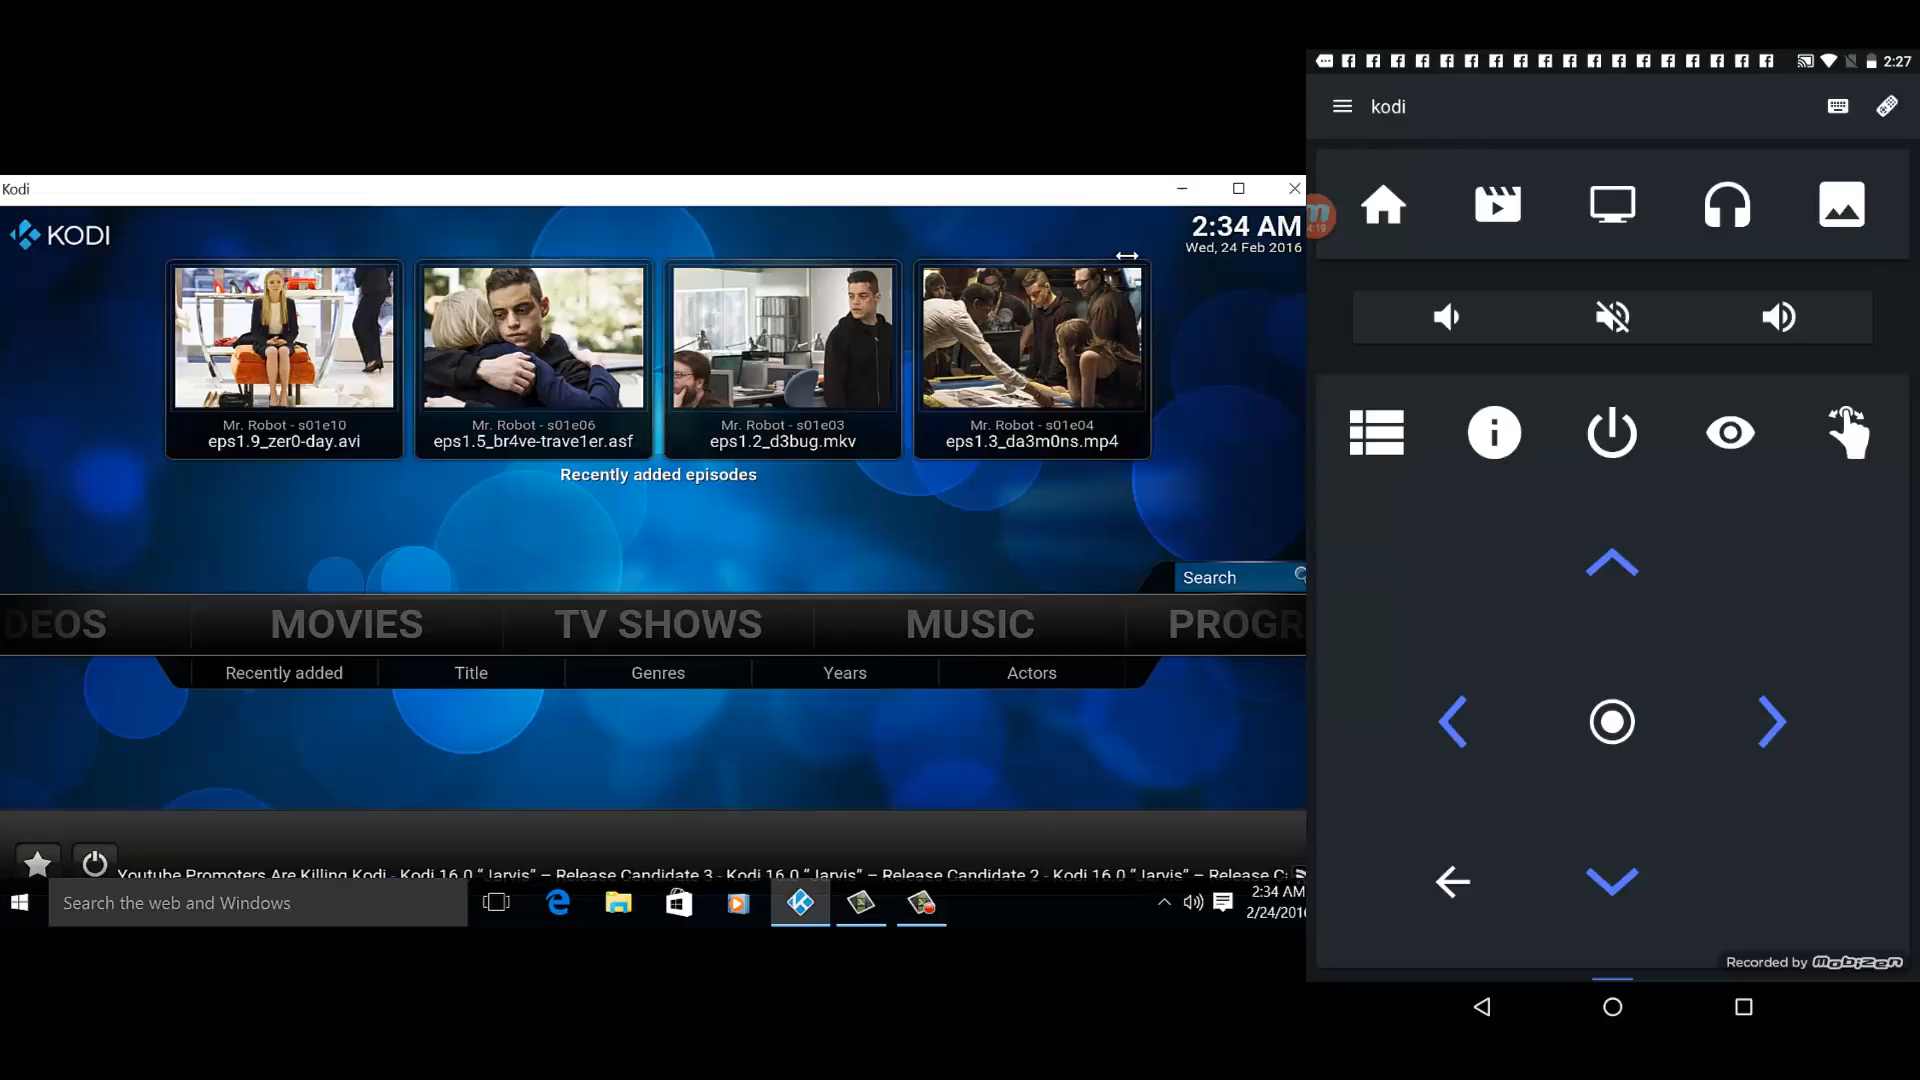 Kodi
KODI
2:34 AM
Wed, 24 Feb 2016
Mr. Robot - s01e10
eps1.9_zer0-day.avi
Mr. Robot - s01e06
eps1.5_br4ve-trave1er.asf
Mr. Robot - s01e03
eps1.2_d3bug.mkv
Mr. Robot - s01e04
eps1.3_da3m0ns.mp4
Recently added episodes
Search
DEOS
MOVIES
TV SHOWS
MUSIC
PROGR
Recently added
Title
Genres
Years
Actors
Youtube Promoters Are Killing Kodi - Kodi 16.0 “Jarvis” – Release Candidate 3 - Kodi 16.0 “Jarvis” – Release Candidate 2 - Kodi 16.0 “Jarvis” – Release C
Search the web and Windows
2:34 AM
2/24/2016
2:27
kodi
4:19
Recorded by mobizen